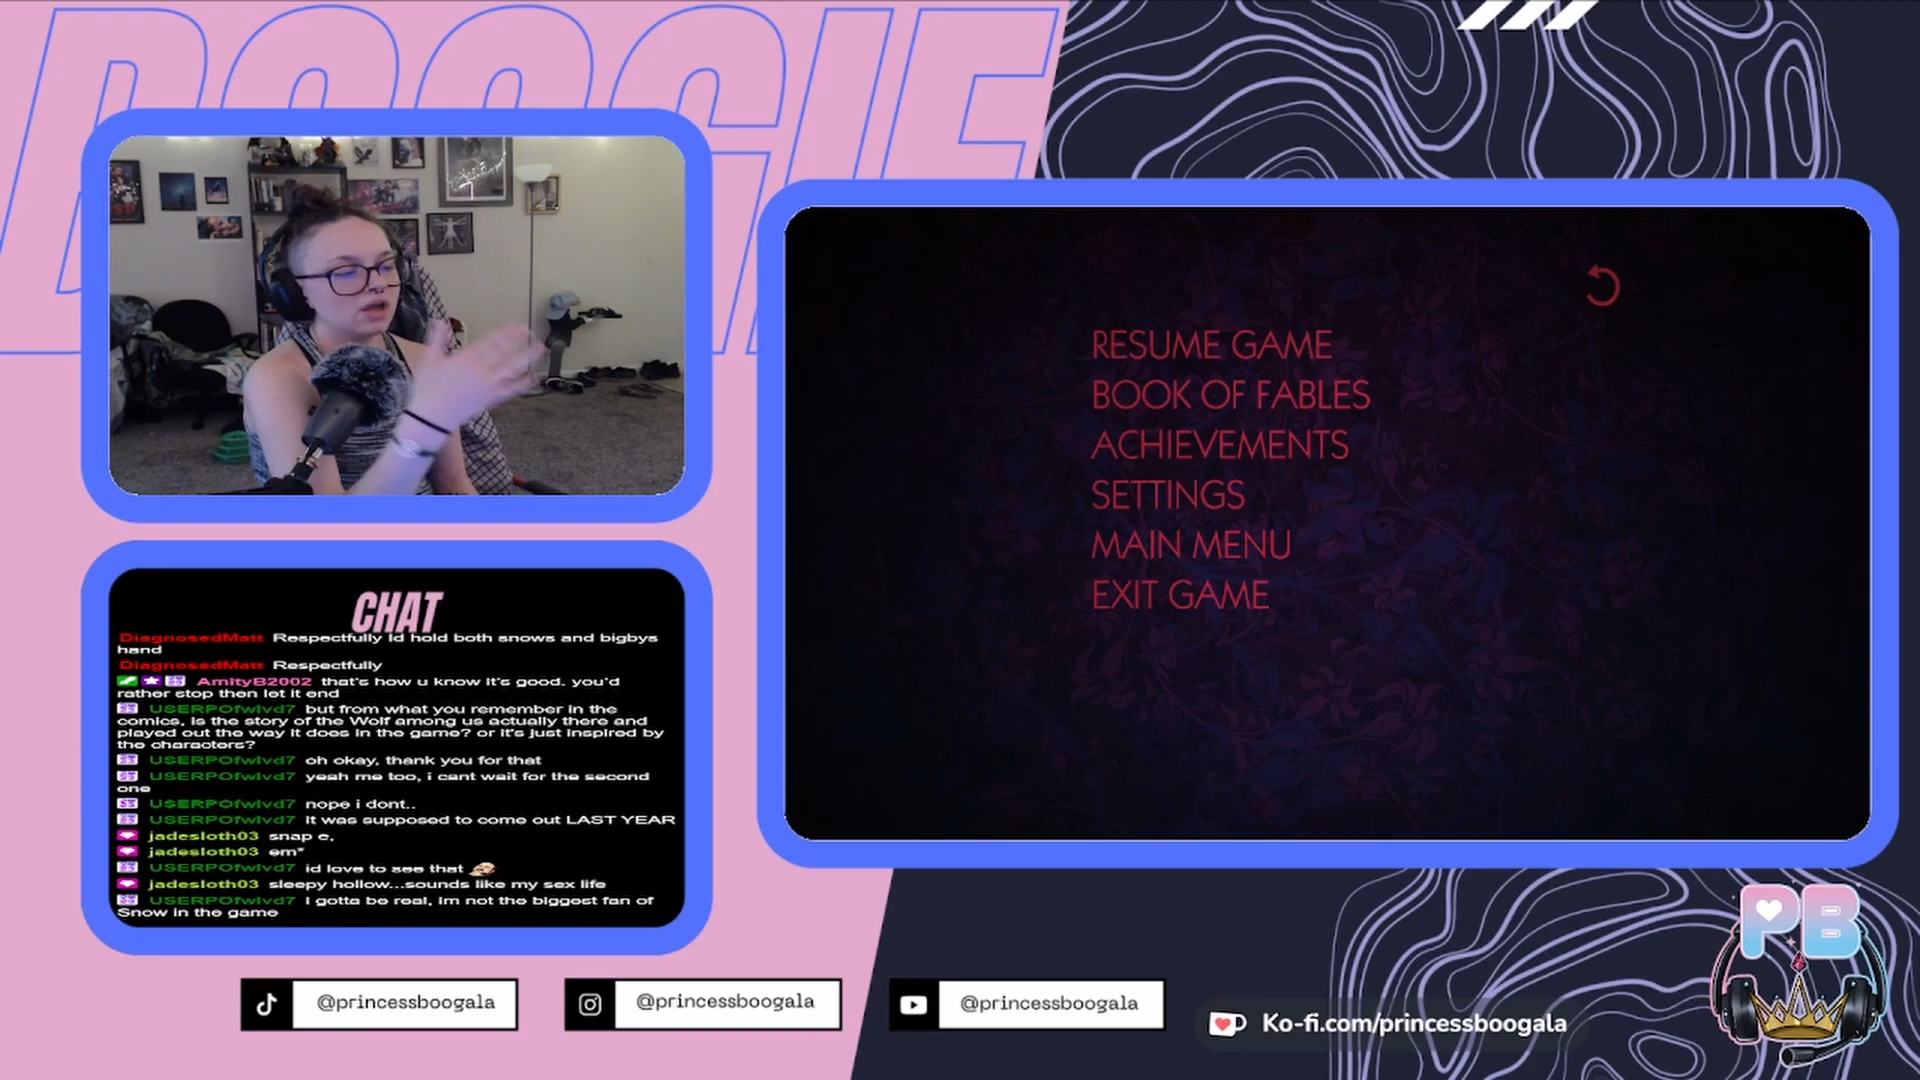 BOOGIE
RESUME GAME
BOOK OF FABLES
ACHIEVEMENTS
SETTINGS
MAIN MENU
EXIT GAME
CHAT
DiagnosedMatt Respectfully Id hold both snows and bigbys
hand
DiagnosedMatt Respectfully
AmityB2002 that's how u know it's good. you'd
rather stop then let it end
USERPOfwlvd7 but from what you remember in the
comics, is the story of the Wolf among us actually there and
played out the way it does in the game? or it's just inspired by
the characters?
USERPOfwlvd7 oh okay, thank you for that
USERPOfwlvd7 yeah me too, i cant wait for the second
one
USERPOfwlvd7 nope i dont..
USERPOfwlvd7 It was supposed to come out LAST YEAR
jadesloth03 snap e,
jadesloth03 em*
USERPOfwlvd7 id love to see that
jadesloth03 sleepy hollow...sounds like my sex life
USERPOfwlvd7 I gotta be real, im not the biggest fan of
Snow in the game
@princessboogala
@princessboogala
@princessboogala
Ko-fi.com/princessboogala
PB